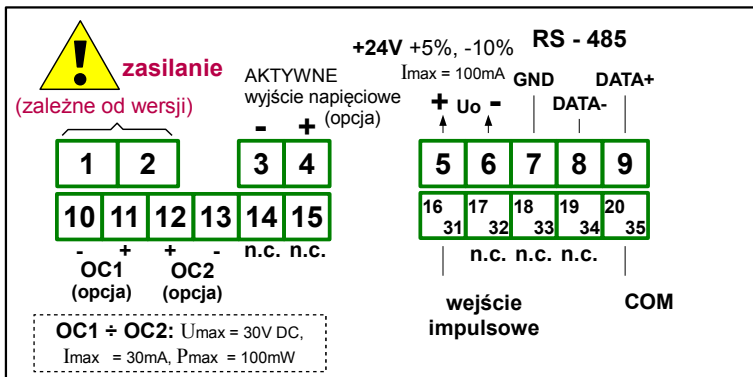 zasilanie
(zależne od wersji)
AKTYWNE
wyjście napięciowe
(opcja)
- +
+24V +5%, -10%
Imax = 100mA
+ Uo -
RS - 485
GND
DATA-
DATA+
1 2 3 4 5 6 7 8 9
10 11 12 13 14 15
16 31 17 32 18 33 19 34 20 35
- + + - n.c. n.c.
OC1
(opcja)
OC2
(opcja)
n.c. n.c. n.c.
wejście
impulsowe
COM
OC1 ÷ OC2: Umax = 30V DC,
Imax = 30mA, Pmax = 100mW